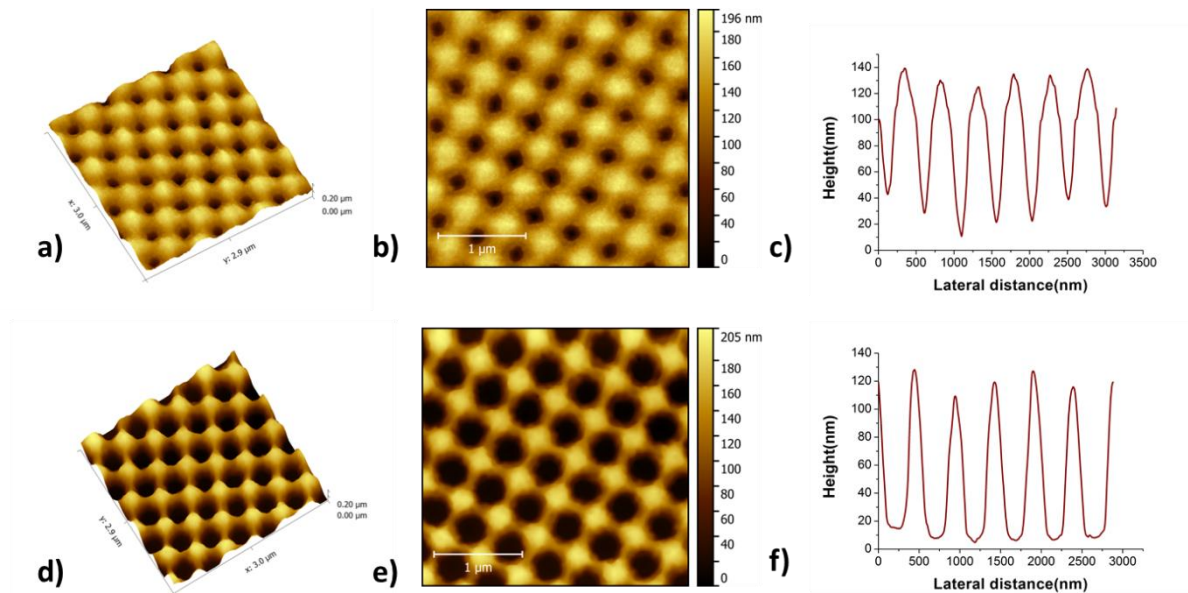 x: 3.0 µm
y: 2.9 µm
0.20 µm
0.00 µm
a)
196 nm
180
160
140
120
100
80
60
40
0
1 µm
b)
Height(nm)
140
120
100
80
60
40
20
0
0 500 1000 1500 2000 2500 3000 3500
Lateral distance(nm)
c)
y: 2.9 µm
x: 3.0 µm
0.20 µm
0.00 µm
d)
205 nm
180
160
140
120
100
80
60
40
0
1 µm
e)
Height(nm)
140
120
100
80
60
40
20
0
0 500 1000 1500 2000 2500 3000
Lateral distance(nm)
f)